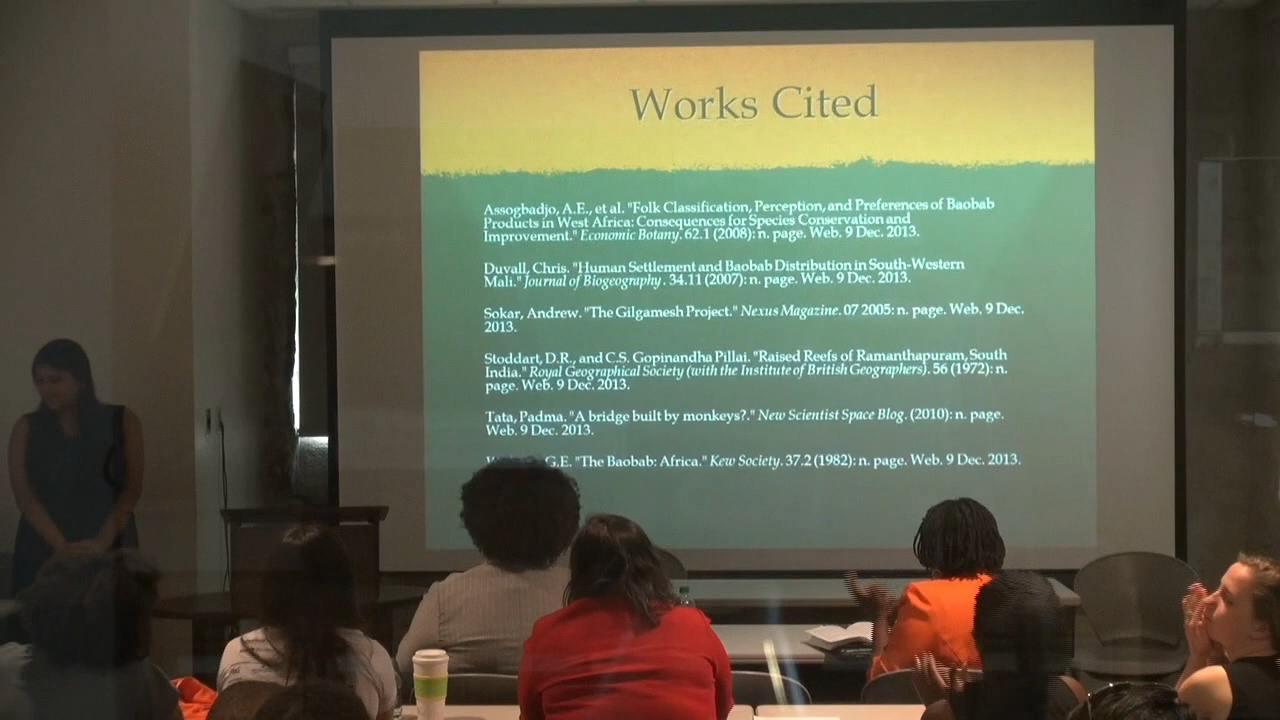 Works Cited
Assogbadjo, A.E., et al. "Folk Classification, Perception, and Preferences of Baobab
Products in West Africa: Consequences for Species Conservation and
Improvement." Economic Botany. 62.1 (2008): n. page. Web. 9 Dec. 2013.
Duvall, Chris. "Human Settlement and Baobab Distribution in South-Western
Mali." Journal of Biogeography. 34.11 (2007): n. page. Web. 9 Dec. 2013.
Sokar, Andrew. "The Gilgamesh Project." Nexus Magazine. 07 2005: n. page. Web. 9 Dec.
2013.
Stoddart, D.R., and C.S. Gopinandha Pillai. "Raised Reefs of Ramanthapuram, South
India." Royal Geographical Society (with the Institute of British Geographers). 56 (1972): n.
page. Web. 9 Dec. 2013.
Tata, Padma. "A bridge built by monkeys?." New Scientist Space Blog. (2010): n. page.
Web. 9 Dec. 2013.
G.E. "The Baobab: Africa." Kew Society. 37.2 (1982): n. page. Web. 9 Dec. 2013.